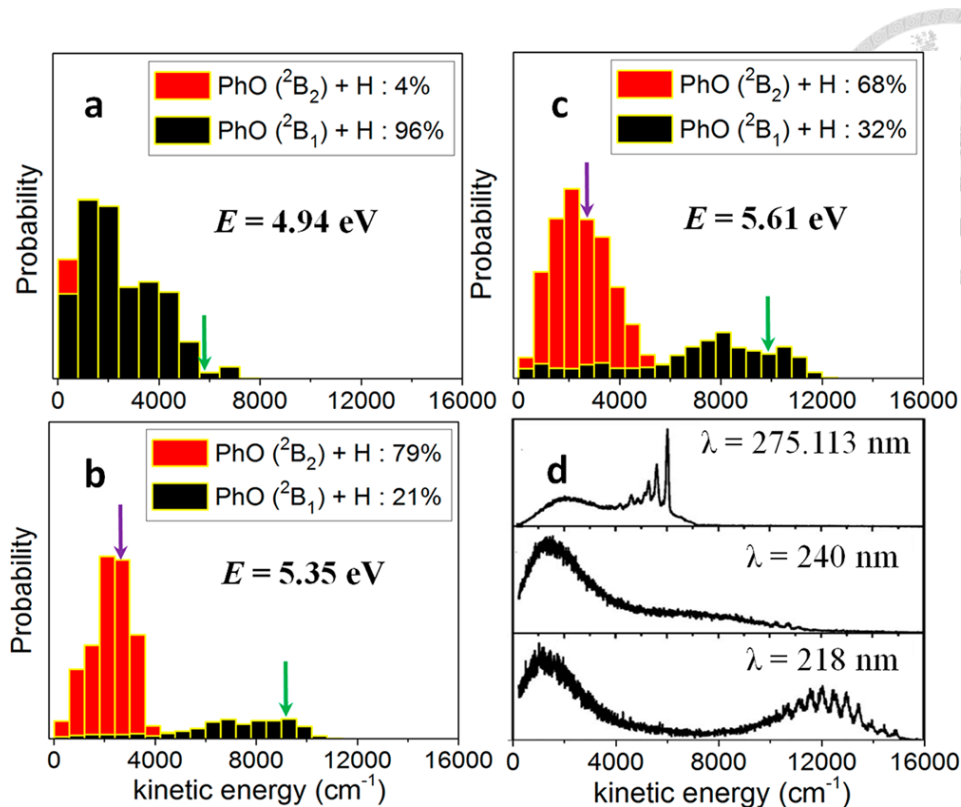 a
PhO (²B₂) + H : 4%
PhO (²B₁) + H : 96%
E = 4.94 eV
Probability
0 4000 8000 12000 16000
b
PhO (²B₂) + H : 79%
PhO (²B₁) + H : 21%
E = 5.35 eV
Probability
0 4000 8000 12000 16000
kinetic energy (cm⁻¹)
c
PhO (²B₂) + H : 68%
PhO (²B₁) + H : 32%
E = 5.61 eV
Probability
0 4000 8000 12000 16000
d
λ = 275.113 nm
λ = 240 nm
λ = 218 nm
0 4000 8000 12000 16000
kinetic energy (cm⁻¹)